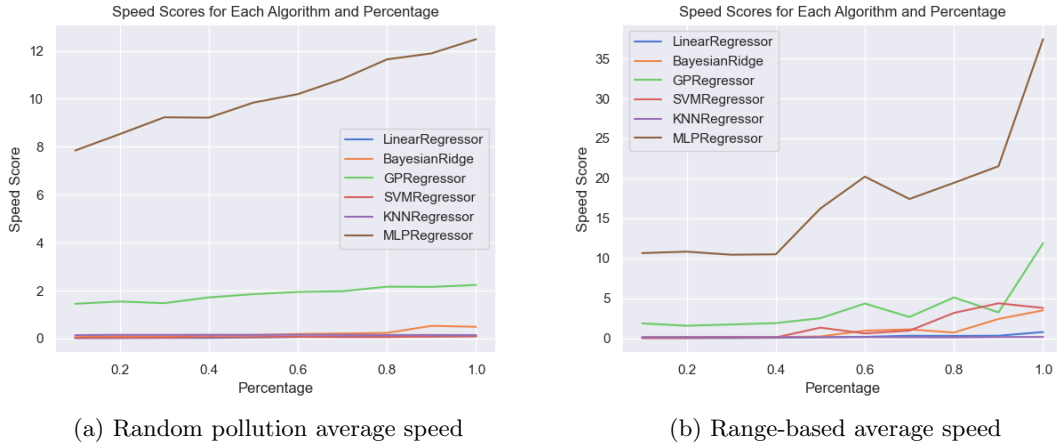 Speed Scores for Each Algorithm and Percentage
12
10
8
6
4
2
0
Speed Score
LinearRegressor
BayesianRidge
GPRegressor
SVMRegressor
KNNRegressor
MLPRegressor
0.2 0.4 0.6 0.8 1.0
Percentage
(a) Random pollution average speed
Speed Scores for Each Algorithm and Percentage
35
30
25
20
15
10
5
0
Speed Score
LinearRegressor
BayesianRidge
GPRegressor
SVMRegressor
KNNRegressor
MLPRegressor
0.2 0.4 0.6 0.8 1.0
Percentage
(b) Range-based average speed